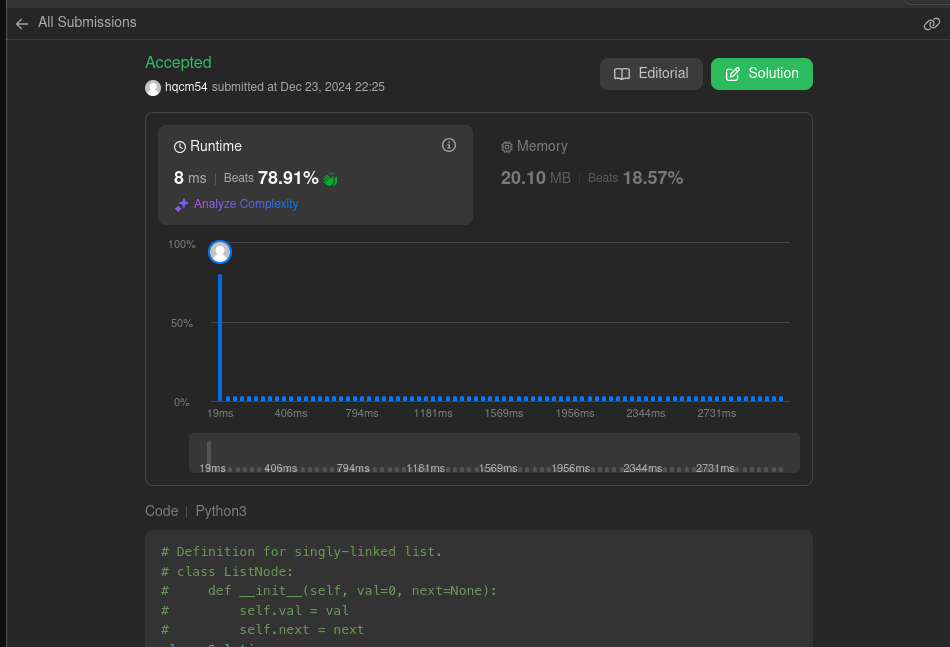 All Submissions
Accepted
hqcm54 submitted at Dec 23, 2024 22:25
Editorial
Solution
Runtime
8 ms | Beats 78.91%
Analyze Complexity
Memory
20.10 MB | Beats 18.57%
100%
50%
0%
19ms 406ms 794ms 1181ms 1569ms 1956ms 2344ms 2731ms
19ms 406ms 794ms 1181ms 1569ms 1956ms 2344ms 2731ms
Code | Python3
# Definition for singly-linked list.
# class ListNode:
#     def __init__(self, val=0, next=None):
#         self.val = val
#         self.next = next